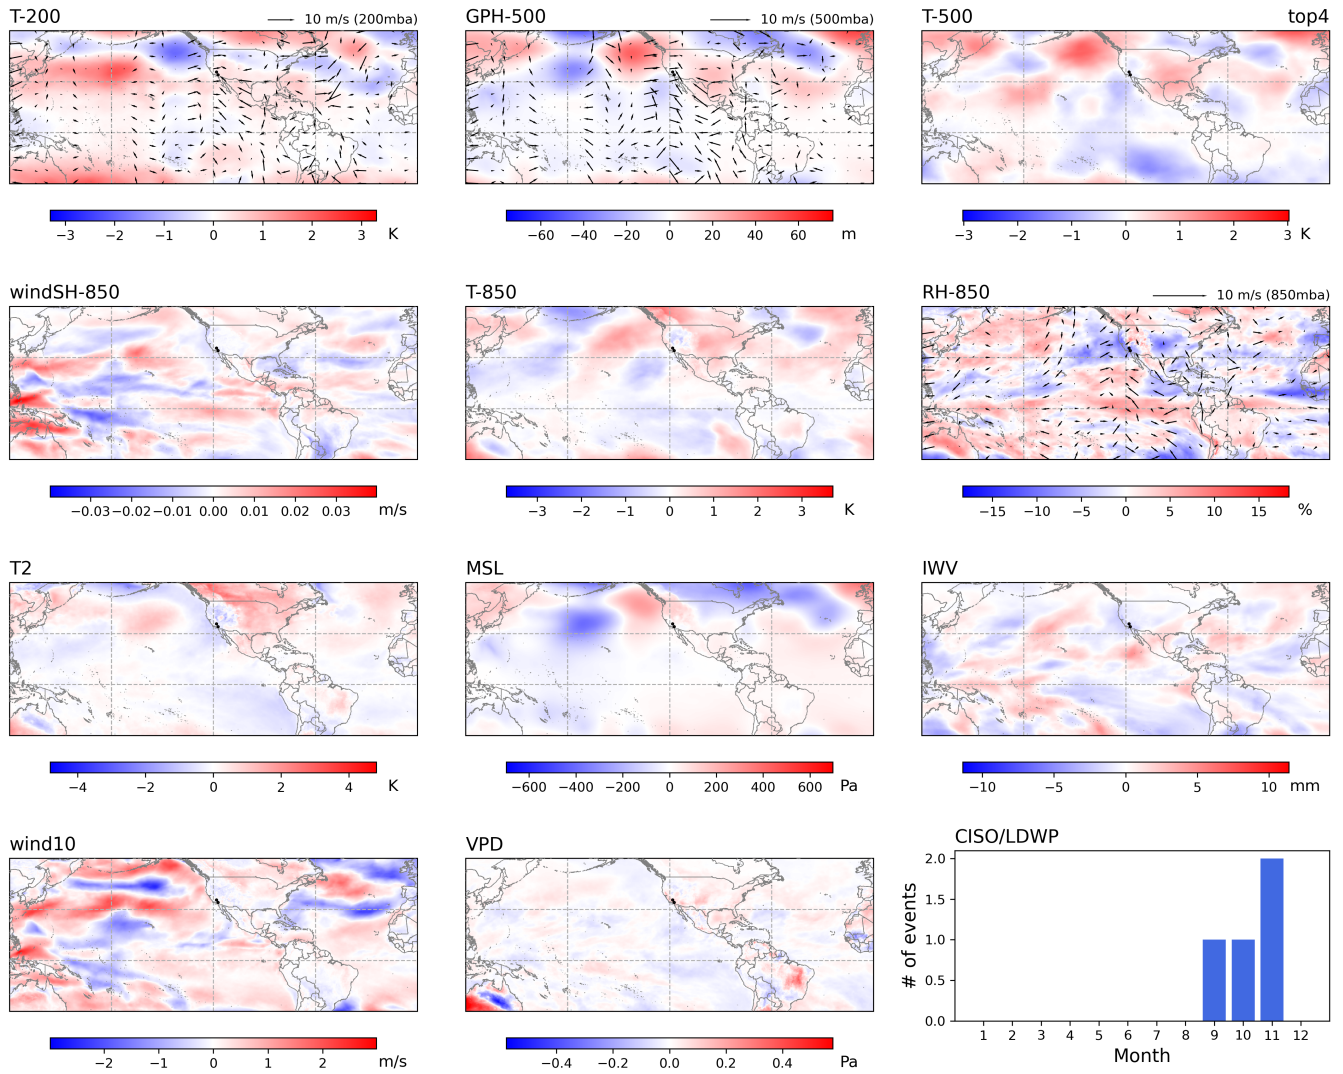 T-200 10 m/s (200mba)
GPH-500 10 m/s (500mba)
T-500 top4
−3 −2 −1 0 1 2 3 K
−60 −40 −20 0 20 40 60 m
−3 −2 −1 0 1 2 3 K
windSH-850
T-850
RH-850 10 m/s (850mba)
−0.03 −0.02 −0.01 0.00 0.01 0.02 0.03 m/s
−3 −2 −1 0 1 2 3 K
−15 −10 −5 0 5 10 15 %
T2
MSL
IWV
−4 −2 0 2 4 K
−600 −400 −200 0 200 400 600 Pa
−10 −5 0 5 10 mm
wind10
VPD
CISO/LDWP
−2 −1 0 1 2 m/s
−0.4 −0.2 0.0 0.2 0.4 Pa
# of events
2.0
1.5
1.0
0.5
0.0
1 2 3 4 5 6 7 8 9 10 11 12
Month